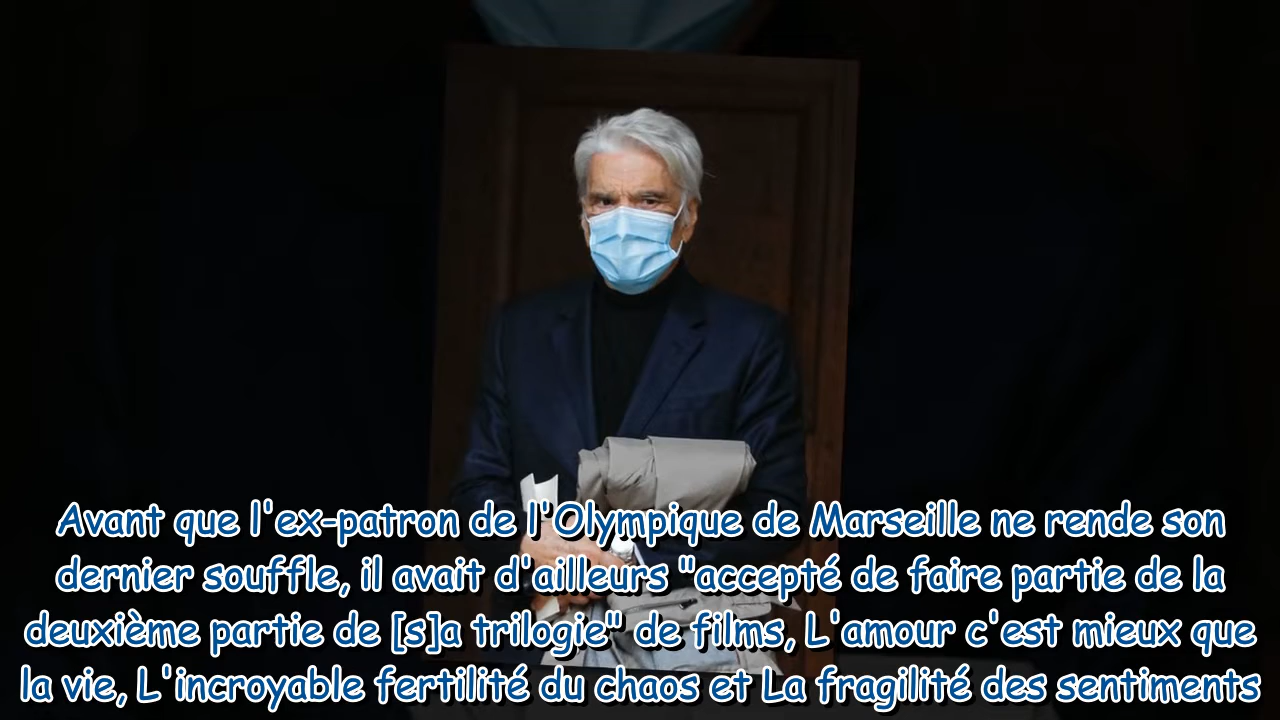 Avant que l'ex-patron de l'Olympique de Marseille ne rende son
dernier souffle, il avait d'ailleurs "accepté de faire partie de la
deuxième partie de [s]a trilogie" de films, L'amour c'est mieux que
la vie, L'incroyable fertilité du chaos et La fragilité des sentiments